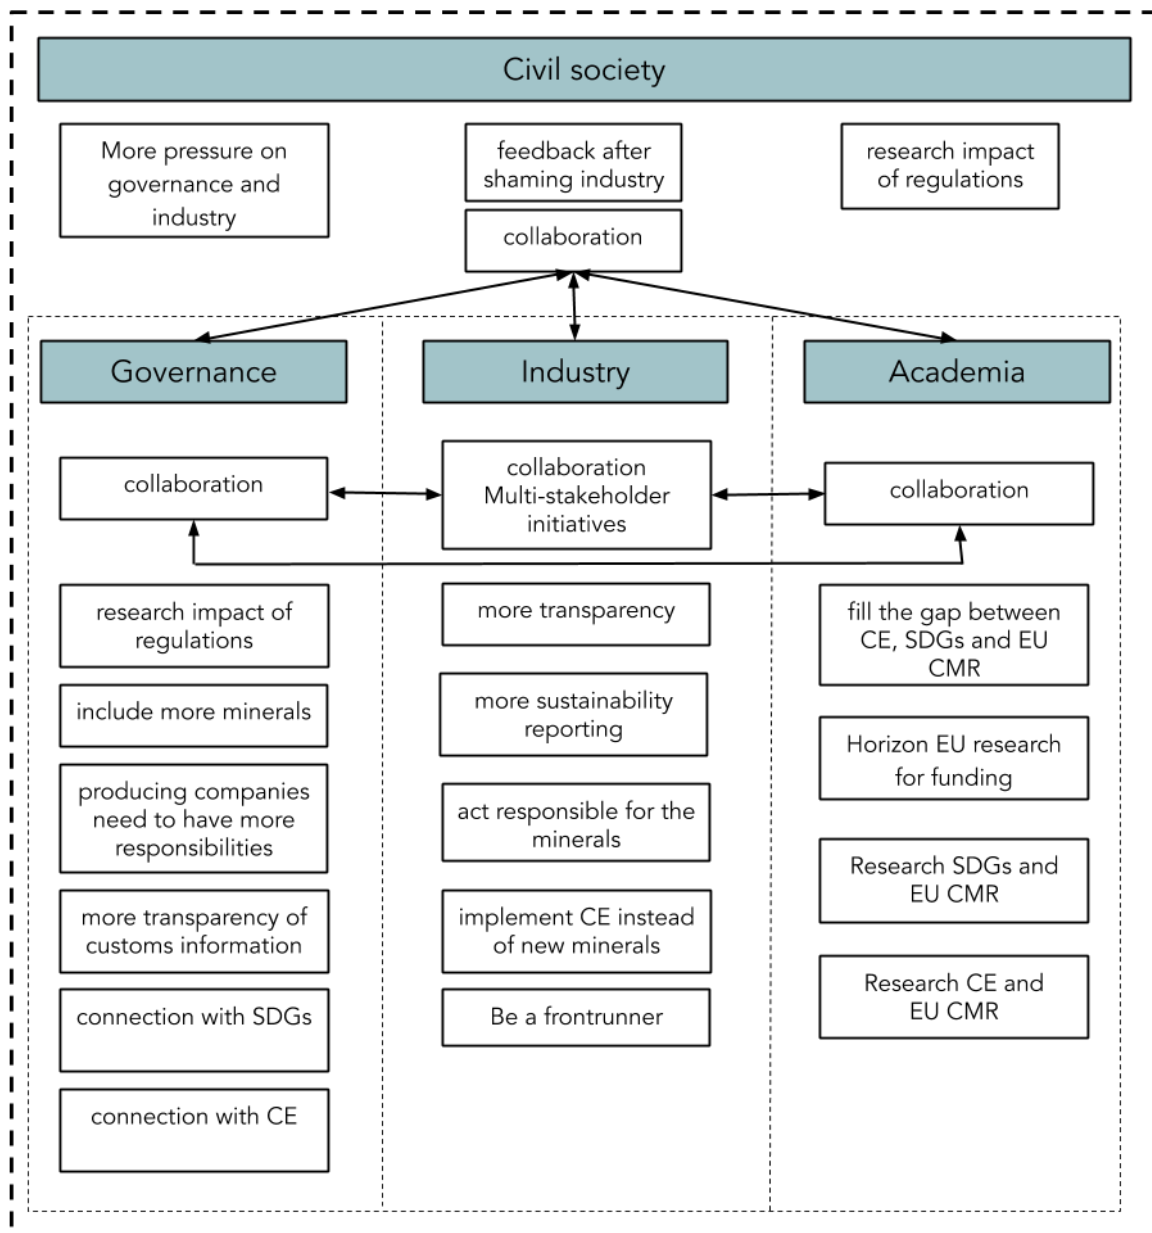 Civil society
More pressure on
governance and
industry
feedback after
shaming industry
collaboration
research impact
of regulations
Governance
Industry
Academia
collaboration
collaboration
Multi-stakeholder
initiatives
collaboration
research impact of
regulations
include more minerals
producing companies
need to have more
responsibilities
more transparency of
customs information
connection with SDGs
connection with CE
more transparency
more sustainability
reporting
act responsible for the
minerals
implement CE instead
of new minerals
Be a frontrunner
fill the gap between
CE, SDGs and EU
CMR
Horizon EU research
for funding
Research SDGs and
EU CMR
Research CE and
EU CMR